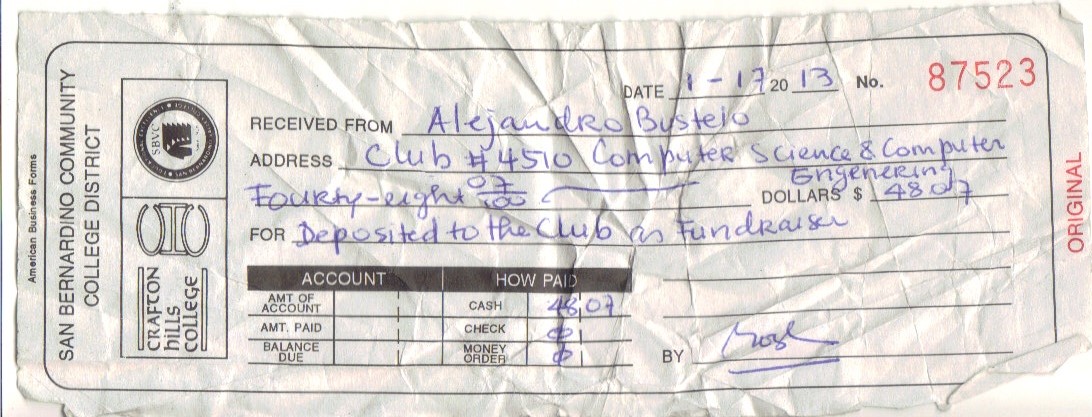 American Business Forms
SAN BERNARDINO COMMUNITY
COLLEGE DISTRICT
SBVC
CRAFTON
hills
COLLEGE
DATE 1-17 20 13 No. 87523
RECEIVED FROM Alejandro Bustelo
ADDRESS Club #4510 Computer Science & Computer
Engenering
Fourty-eight 07/100 DOLLARS $ 48 07
FOR Deposited to the Club as Fundraiser
ACCOUNT HOW PAID
AMT OF ACCOUNT CASH 48 07
AMT. PAID CHECK 0
BALANCE DUE MONEY ORDER 0
BY
ORIGINAL